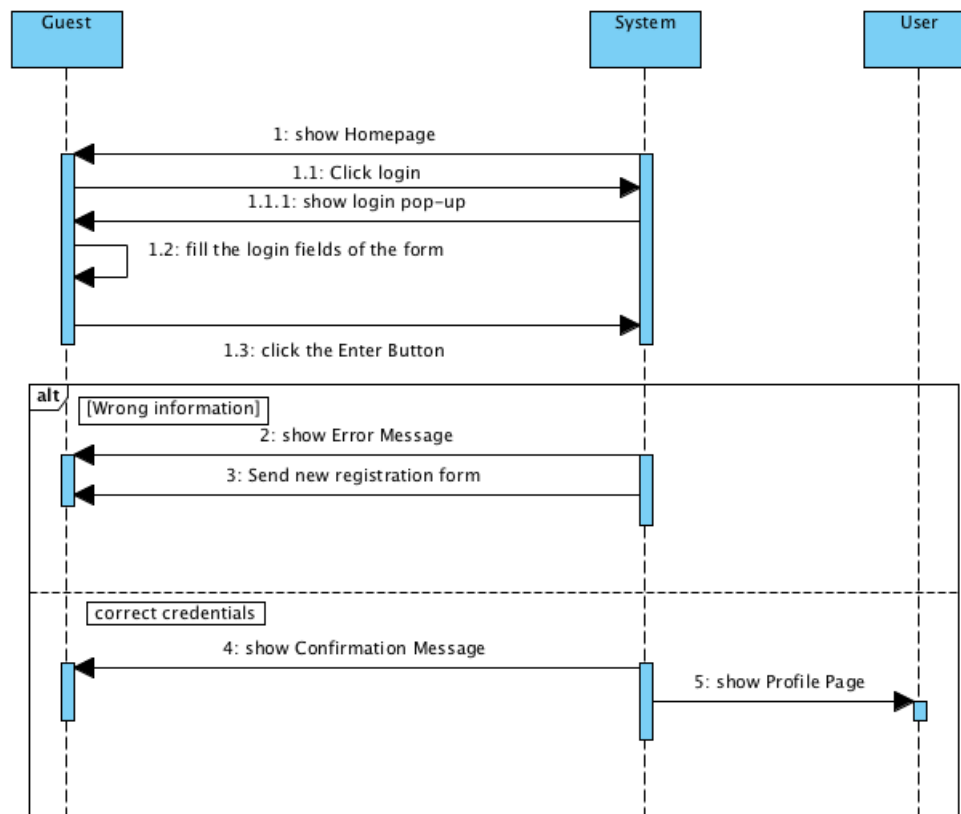 Guest
System
User
1: show Homepage
1.1: Click login
1.1.1: show login pop-up
1.2: fill the login fields of the form
1.3: click the Enter Button
alt
[Wrong information]
2: show Error Message
3: Send new registration form
correct credentials
4: show Confirmation Message
5: show Profile Page